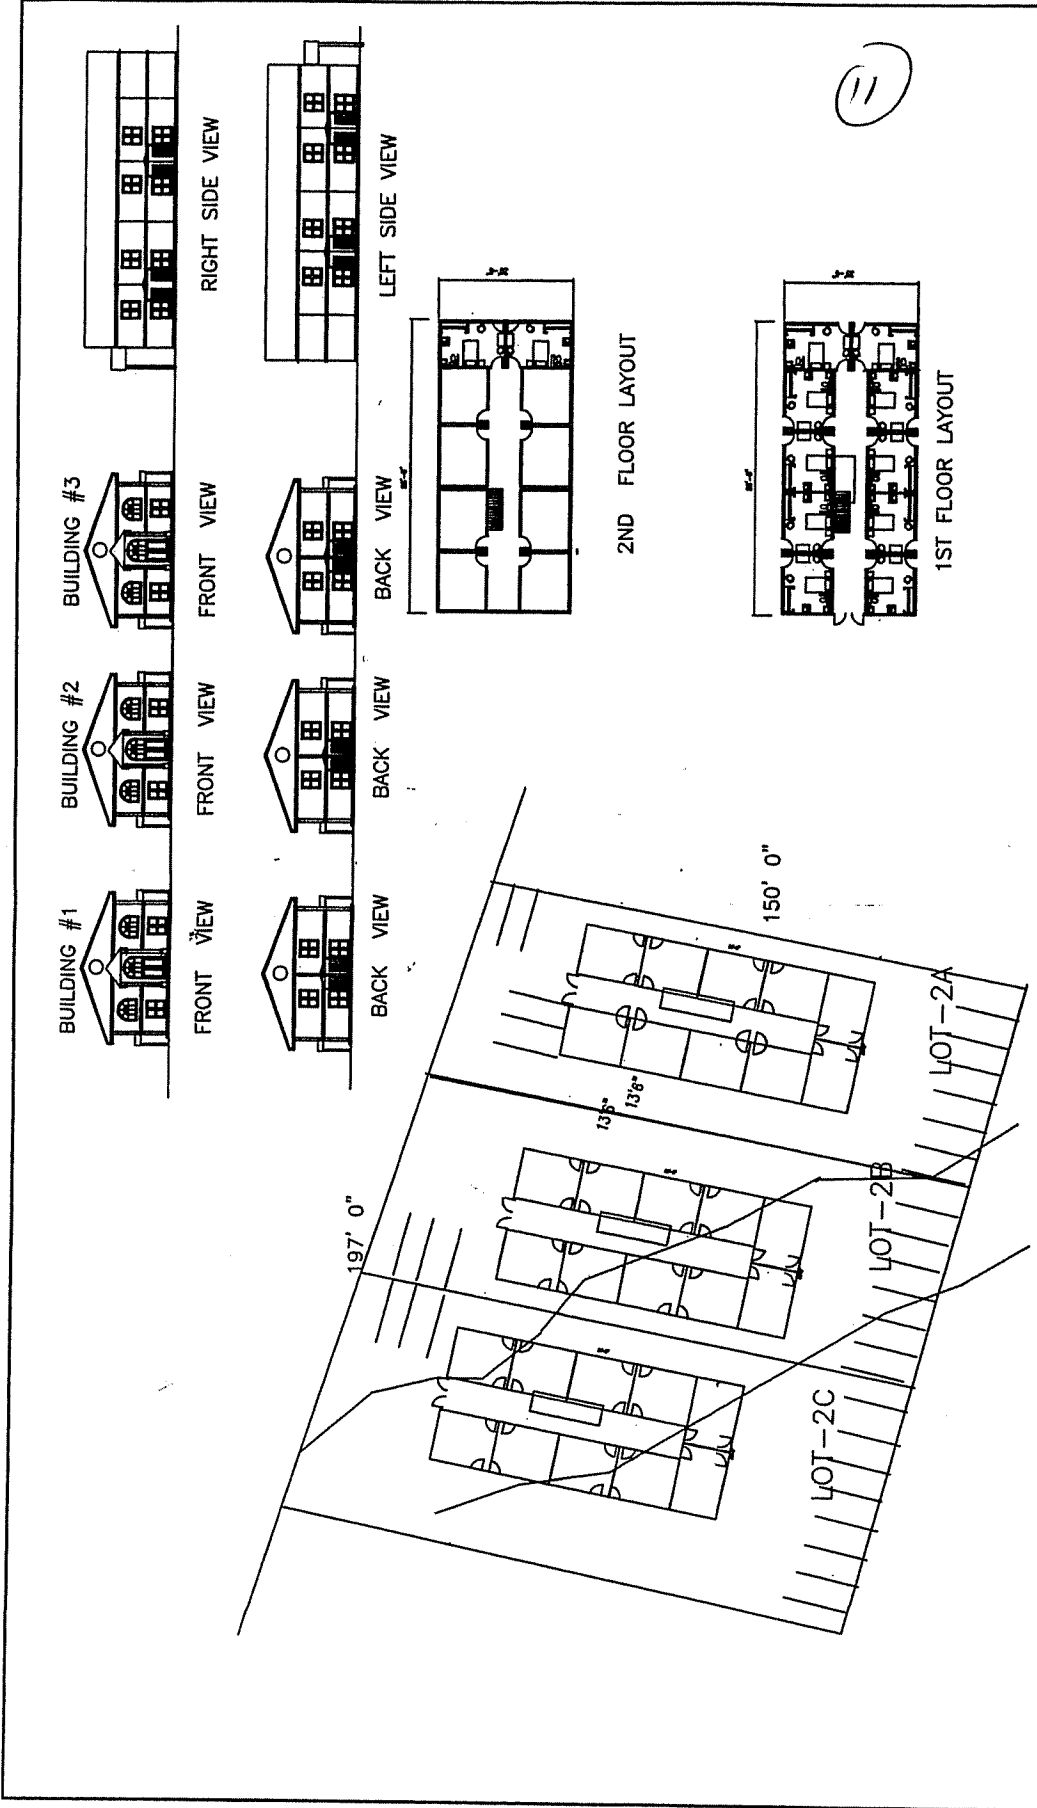 BUILDING #1
BUILDING #2
BUILDING #3
FRONT VIEW
FRONT VIEW
FRONT VIEW
RIGHT SIDE VIEW
BACK VIEW
BACK VIEW
BACK VIEW
LEFT SIDE VIEW
2ND FLOOR LAYOUT
1ST FLOOR LAYOUT
197' 0"
150' 0"
13'6"
13'6"
LOT-2C
LOT-2B
LOT-2A
11